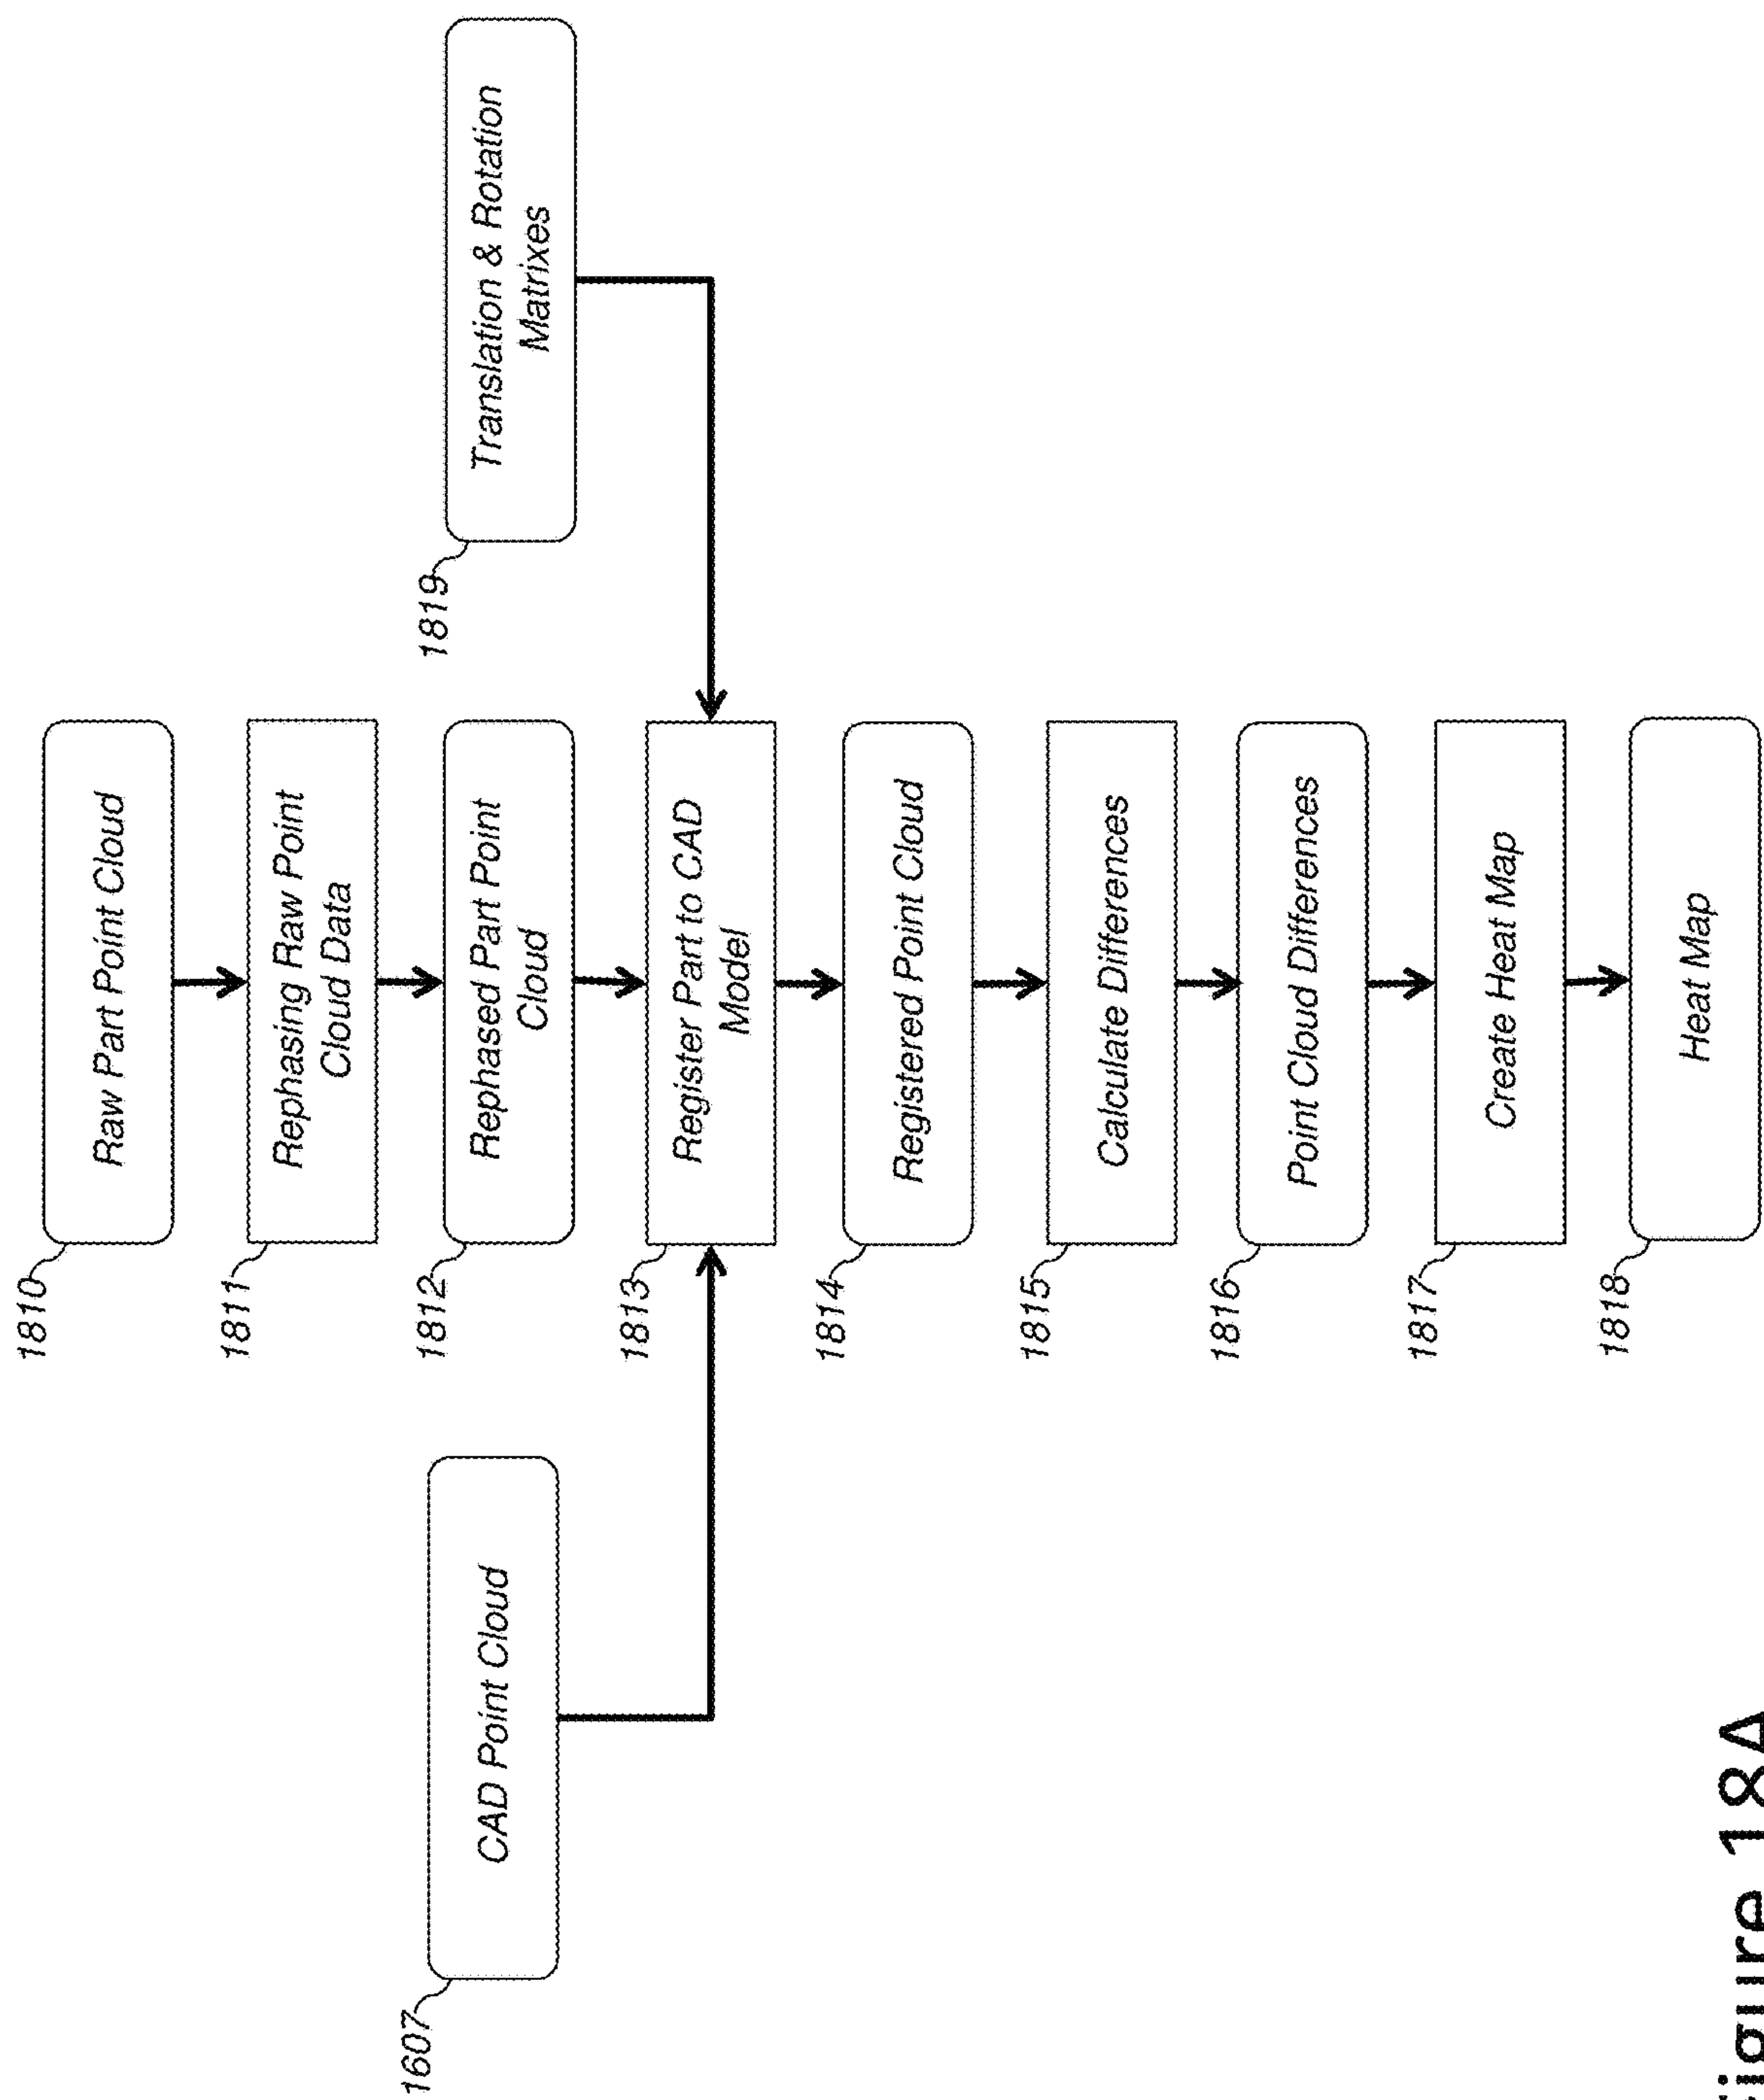 1810
Raw Part Point Cloud
1811
Rephasing Raw Point
Cloud Data
1607
CAD Point Cloud
1812
Rephased Part Point
Cloud
1819
Translation & Rotation
Matrixes
1813
Register Part to CAD
Model
1814
Registered Point Cloud
1815
Calculate Differences
1816
Point Cloud Differences
1817
Create Heat Map
1818
Heat Map
Figure 18A